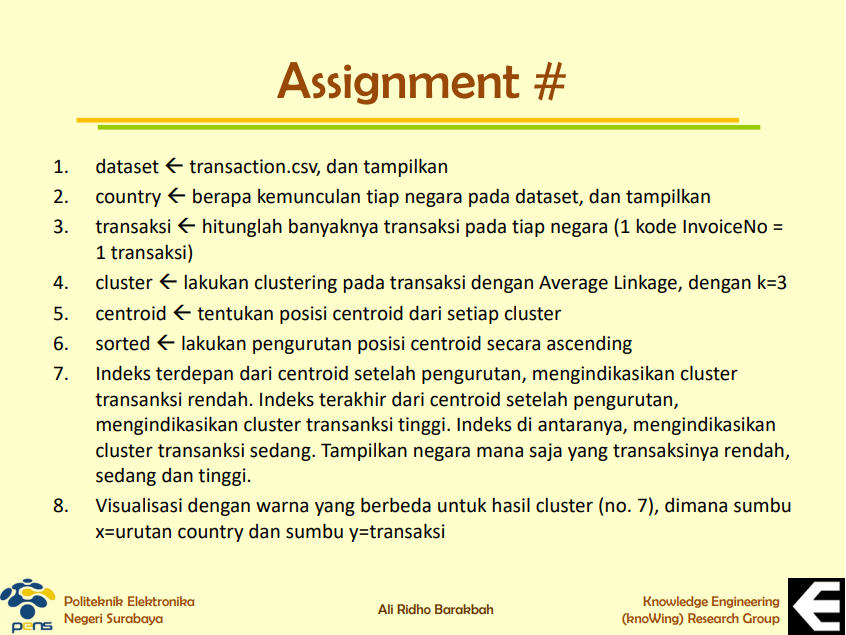 Assignment #
1. dataset 🡨 transaction.csv, dan tampilkan
2. country 🡨 berapa kemunculan tiap negara pada dataset, dan tampilkan
3. transaksi 🡨 hitunglah banyaknya transaksi pada tiap negara (1 kode InvoiceNo =
1 transaksi)
4. cluster 🡨 lakukan clustering pada transaksi dengan Average Linkage, dengan k=3
5. centroid 🡨 tentukan posisi centroid dari setiap cluster
6. sorted 🡨 lakukan pengurutan posisi centroid secara ascending
7. Indeks terdepan dari centroid setelah pengurutan, mengindikasikan cluster
transanksi rendah. Indeks terakhir dari centroid setelah pengurutan,
mengindikasikan cluster transanksi tinggi. Indeks di antaranya, mengindikasikan
cluster transanksi sedang. Tampilkan negara mana saja yang transaksinya rendah,
sedang dan tinggi.
8. Visualisasi dengan warna yang berbeda untuk hasil cluster (no. 7), dimana sumbu
x=urutan country dan sumbu y=transaksi
pens
Politeknik Elektronika
Negeri Surabaya
Ali Ridho Barakbah
Knowledge Engineering
(knoWing) Research Group